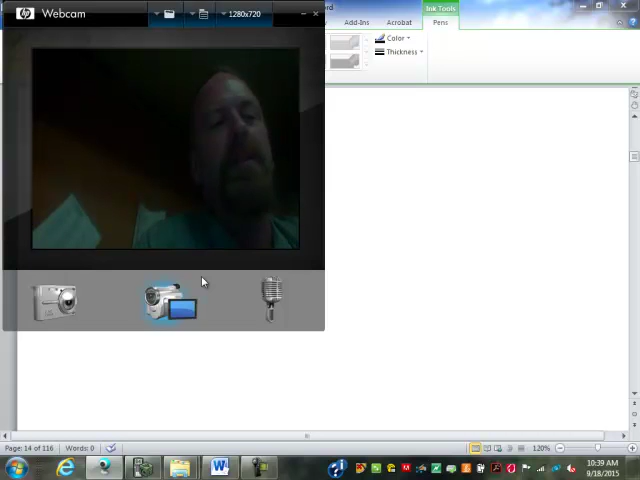 hp Webcam 1280x720
Ink Tools
Add-Ins Acrobat Pens
Color
Thickness
Page: 14 of 116 Words: 0 120%
10:39 AM
9/18/2015